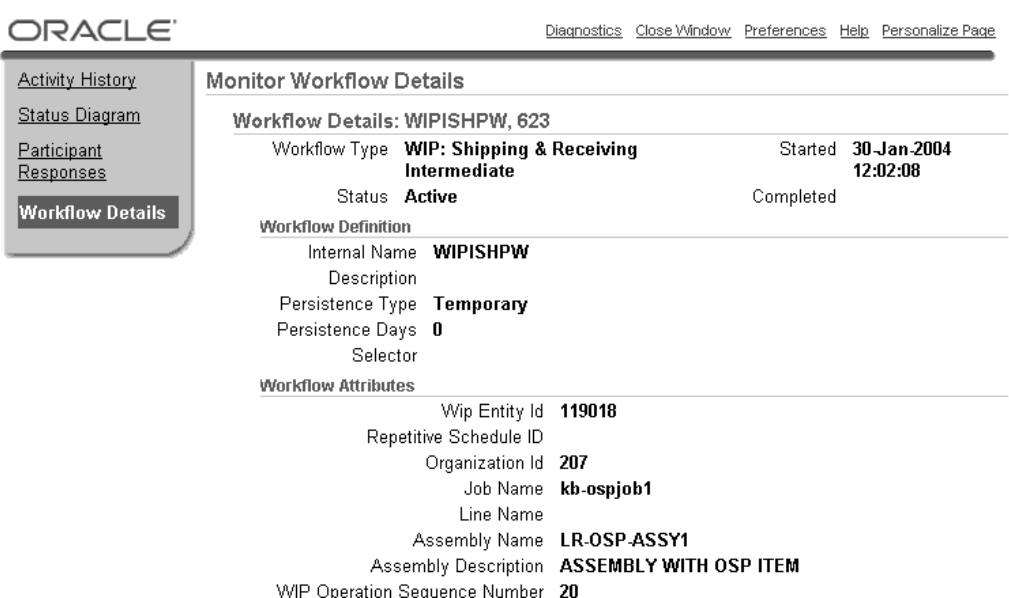 ORACLE
Diagnostics Close Window Preferences Help Personalize Page
Activity History
Status Diagram
Participant
Responses
Workflow Details
Monitor Workflow Details
Workflow Details: WIPISHPW, 623
Workflow Type WIP: Shipping & Receiving Started 30-Jan-2004
Intermediate 12:02:08
Status Active Completed
Workflow Definition
Internal Name WIPISHPW
Description
Persistence Type Temporary
Persistence Days 0
Selector
Workflow Attributes
Wip Entity Id 119018
Repetitive Schedule ID
Organization Id 207
Job Name kb-ospjob1
Line Name
Assembly Name LR-OSP-ASSY1
Assembly Description ASSEMBLY WITH OSP ITEM
WIP Operation Sequence Number 20